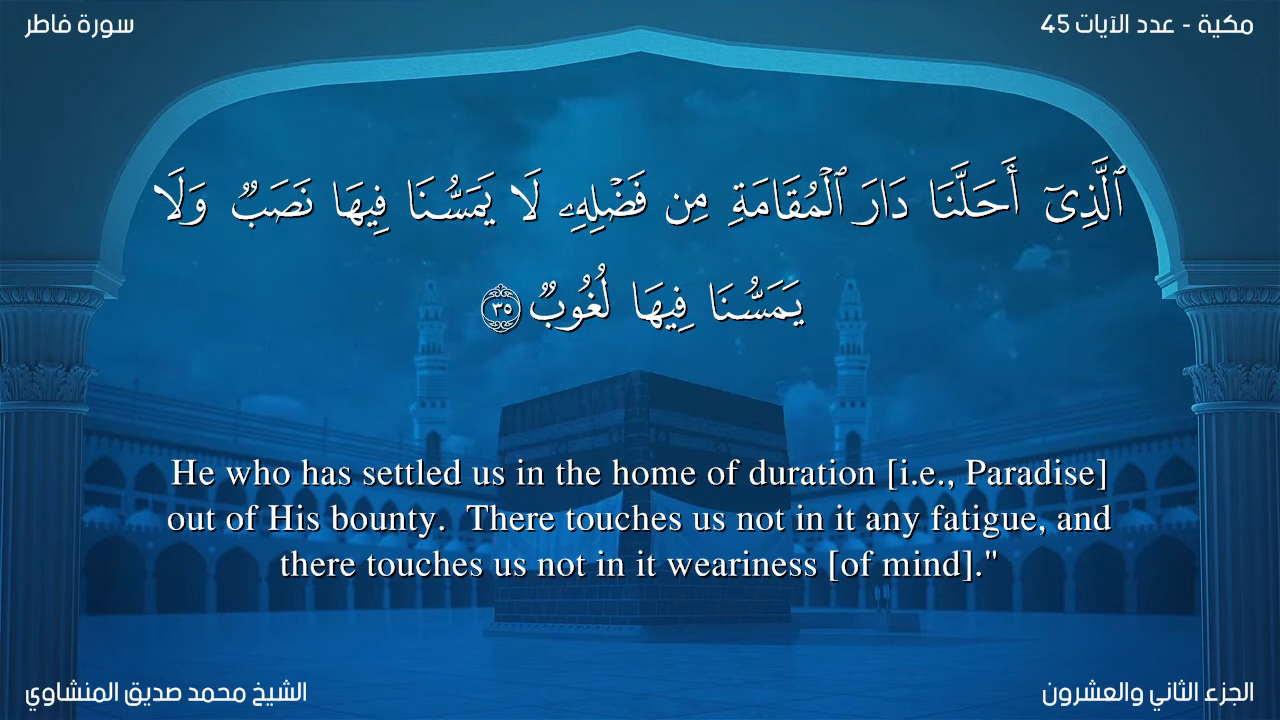 سورة فاطر
مكية - عدد الآيات 45
ٱلَّذِىٓ أَحَلَّنَا دَارَ ٱلْمُقَامَةِ مِن فَضْلِهِۦ لَا يَمَسُّنَا فِيهَا نَصَبٌ وَلَا
يَمَسُّنَا فِيهَا لُغُوبٌ ٣٥
He who has settled us in the home of duration [i.e., Paradise]
out of His bounty.  There touches us not in it any fatigue, and
there touches us not in it weariness [of mind]."
الشيخ محمد صديق المنشاوي
الجزء الثاني والعشرون